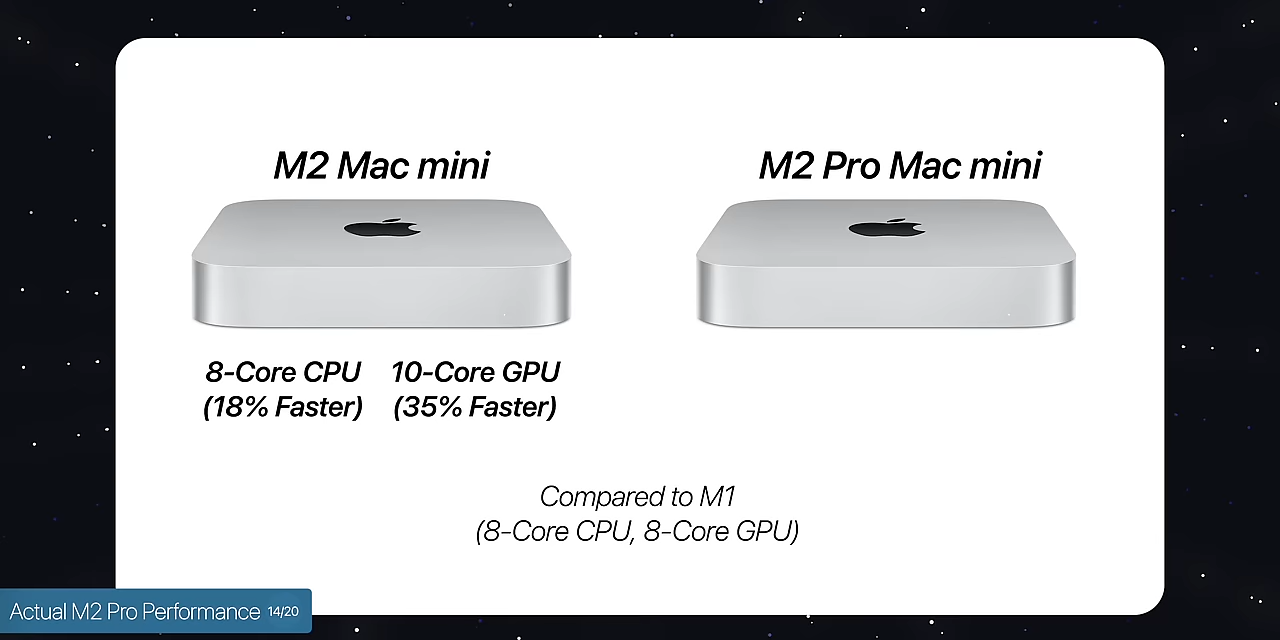 M2 Mac mini
M2 Pro Mac mini
8-Core CPU
(18% Faster)
10-Core GPU
(35% Faster)
Compared to M1
(8-Core CPU, 8-Core GPU)
Actual M2 Pro Performance 14/20